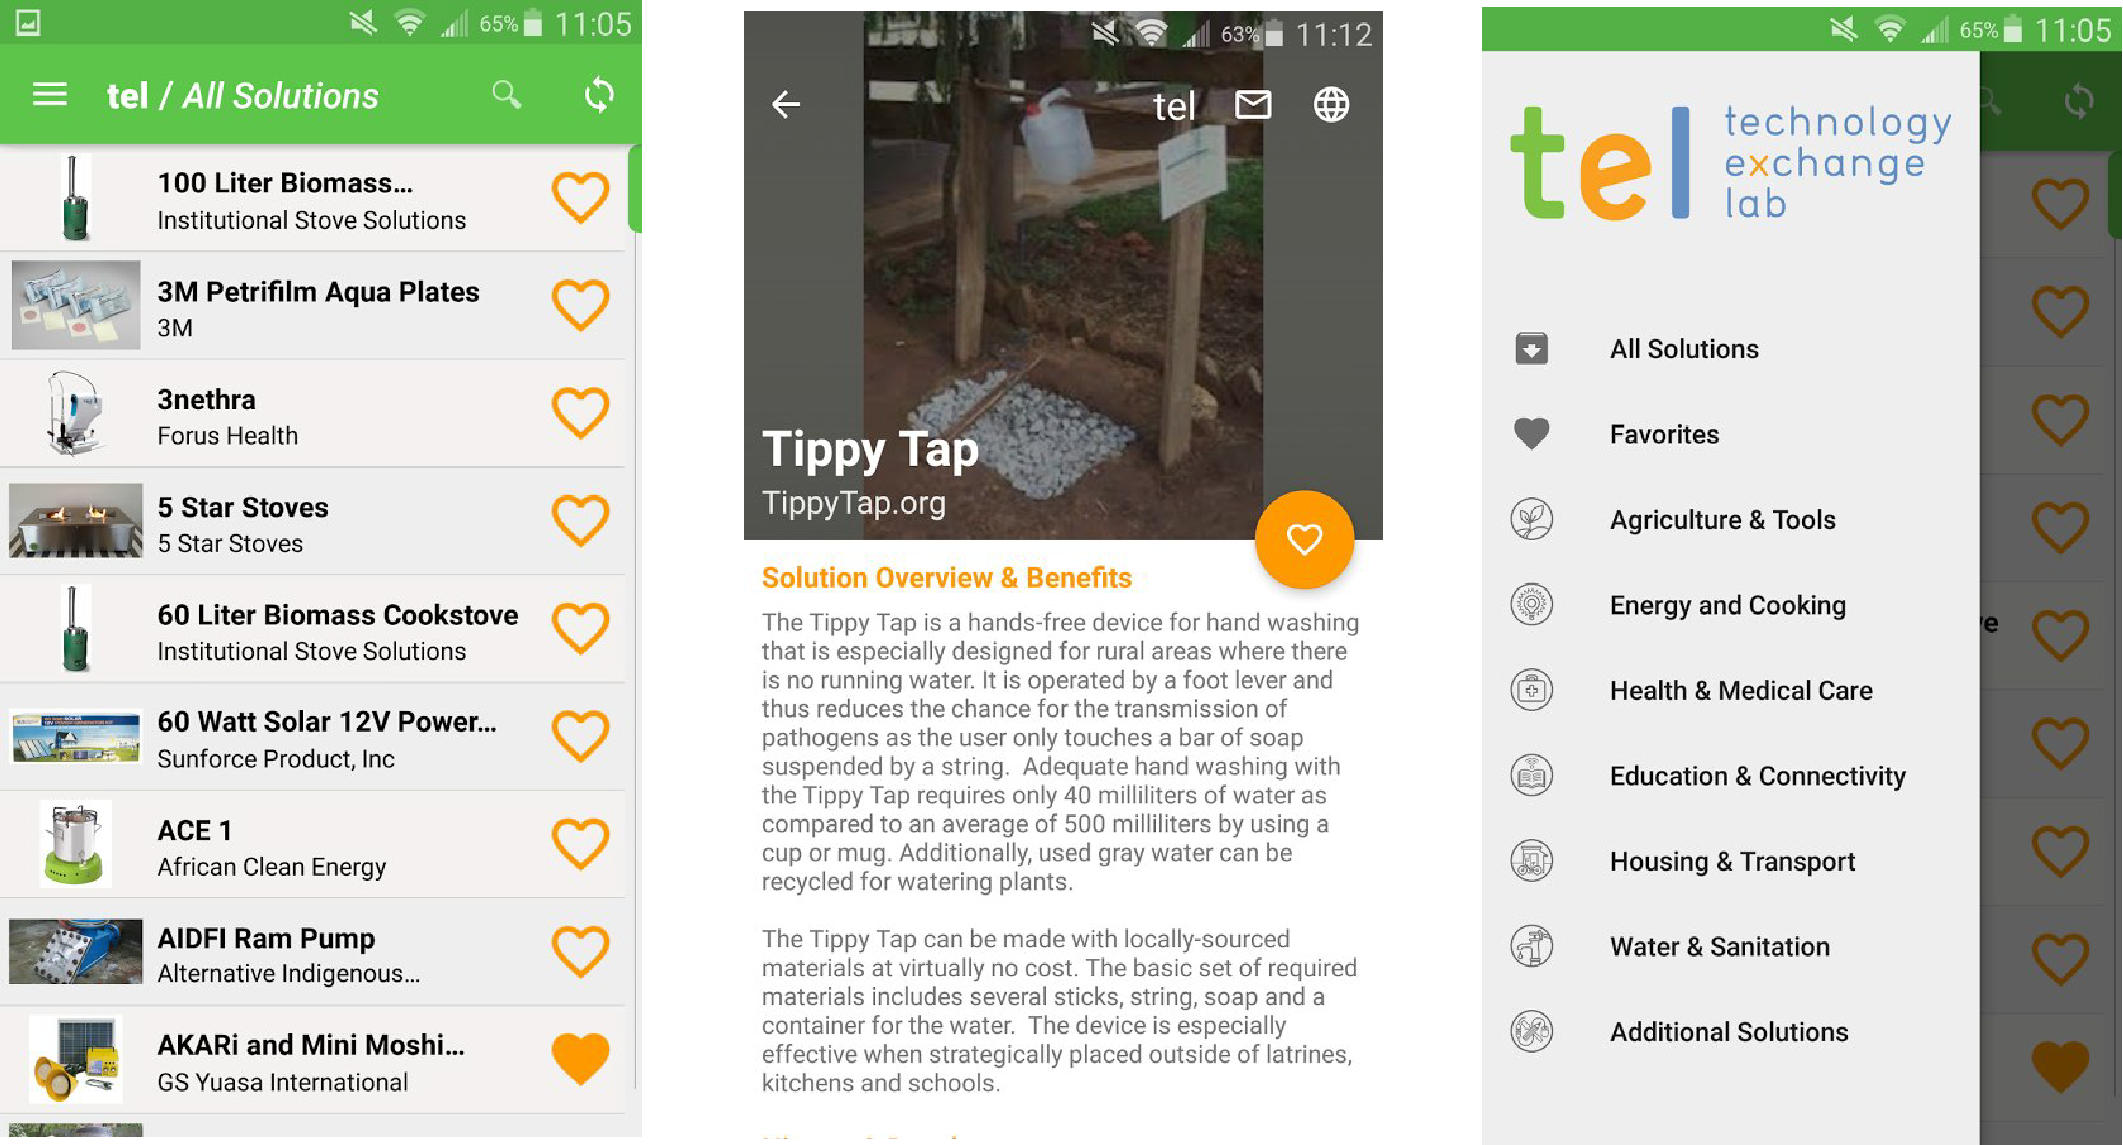 65% 11:05
tel / All Solutions
100 Liter Biomass...
Institutional Stove Solutions
3M Petrifilm Aqua Plates
3M
3nethra
Forus Health
5 Star Stoves
5 Star Stoves
60 Liter Biomass Cookstove
Institutional Stove Solutions
60 Watt Solar 12V Power...
Sunforce Product, Inc
ACE 1
African Clean Energy
AIDFI Ram Pump
Alternative Indigenous...
AKARi and Mini Moshi...
GS Yuasa International
63% 11:12
tel
Tippy Tap
TippyTap.org
Solution Overview & Benefits
The Tippy Tap is a hands-free device for hand washing
that is especially designed for rural areas where there
is no running water. It is operated by a foot lever and
thus reduces the chance for the transmission of
pathogens as the user only touches a bar of soap
suspended by a string.  Adequate hand washing with
the Tippy Tap requires only 40 milliliters of water as
compared to an average of 500 milliliters by using a
cup or mug. Additionally, used gray water can be
recycled for watering plants.
The Tippy Tap can be made with locally-sourced
materials at virtually no cost. The basic set of required
materials includes several sticks, string, soap and a
container for the water.  The device is especially
effective when strategically placed outside of latrines,
kitchens and schools.
65% 11:05
tel technology
exchange
lab
All Solutions
Favorites
Agriculture & Tools
Energy and Cooking
Health & Medical Care
Education & Connectivity
Housing & Transport
Water & Sanitation
Additional Solutions